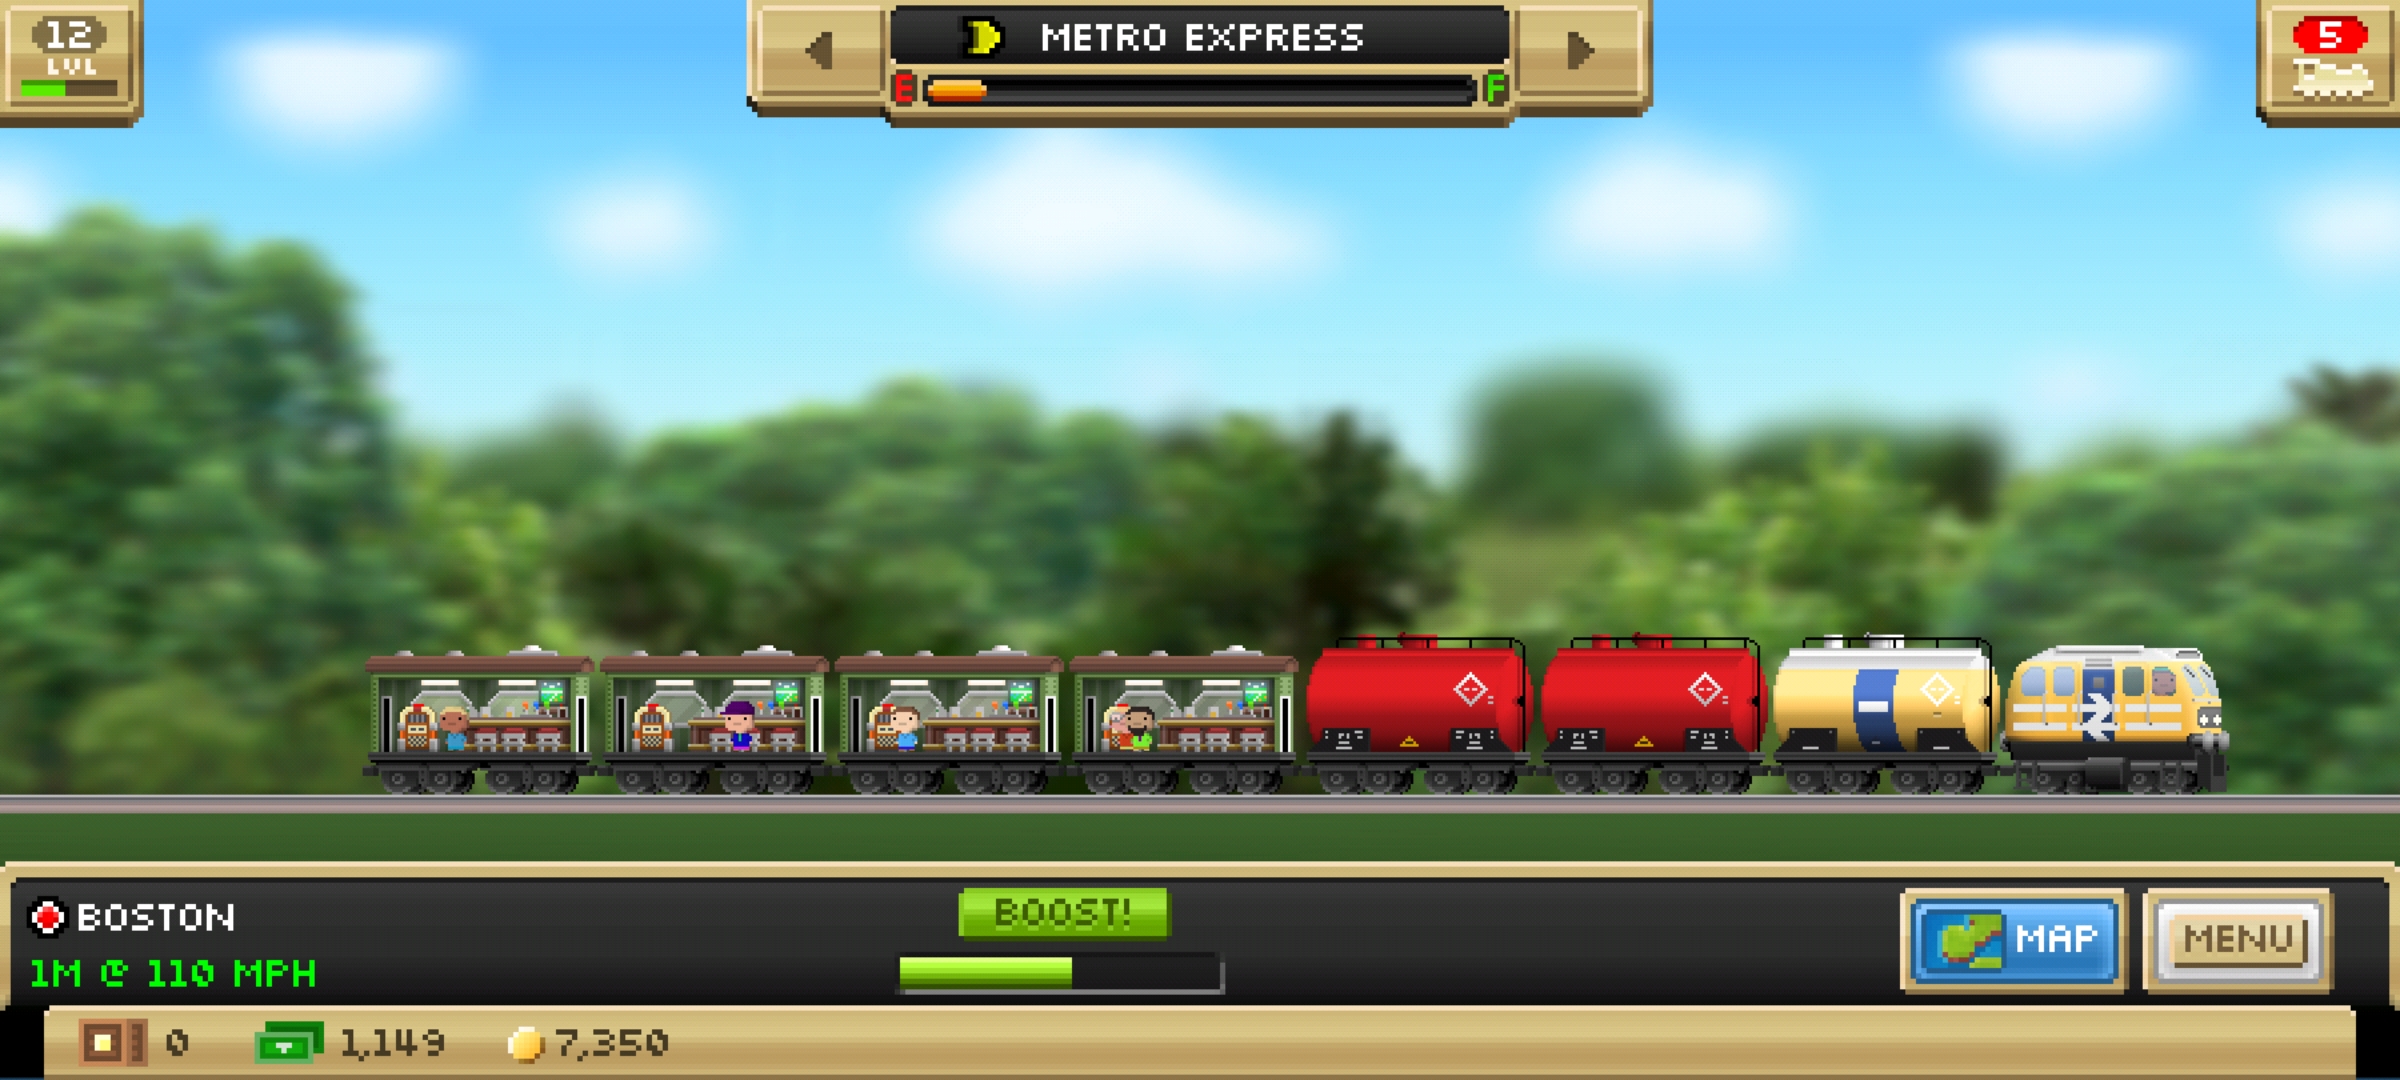 12
LVL
METRO EXPRESS
E F
5
BOSTON
1M @ 110 MPH
BOOST!
MAP
MENU
0
1,149
7,350